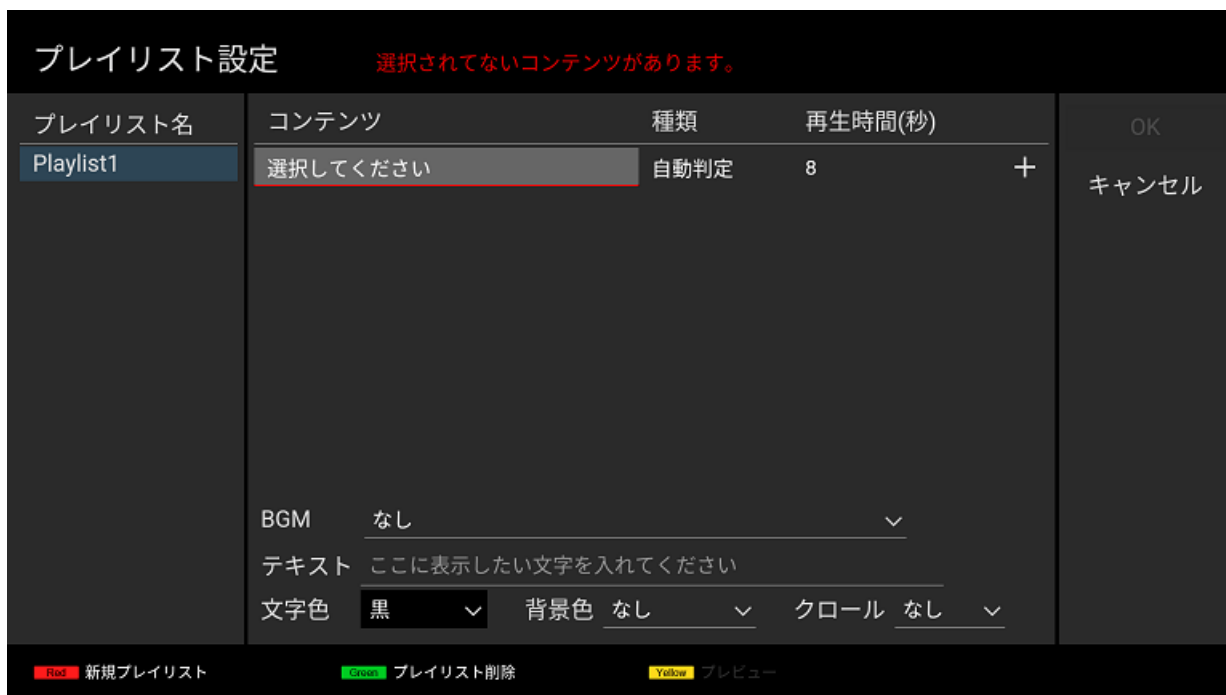 プレイリスト設定 選択されてないコンテンツがあります。
プレイリスト名 コンテンツ 種類 再生時間(秒) OK
Playlist1 選択してください 自動判定 8 +
キャンセル
BGM なし
テキスト ここに表示したい文字を入れてください
文字色 黒 背景色 なし クロール なし
Red 新規プレイリスト Green プレイリスト削除 Yellow プレビュー